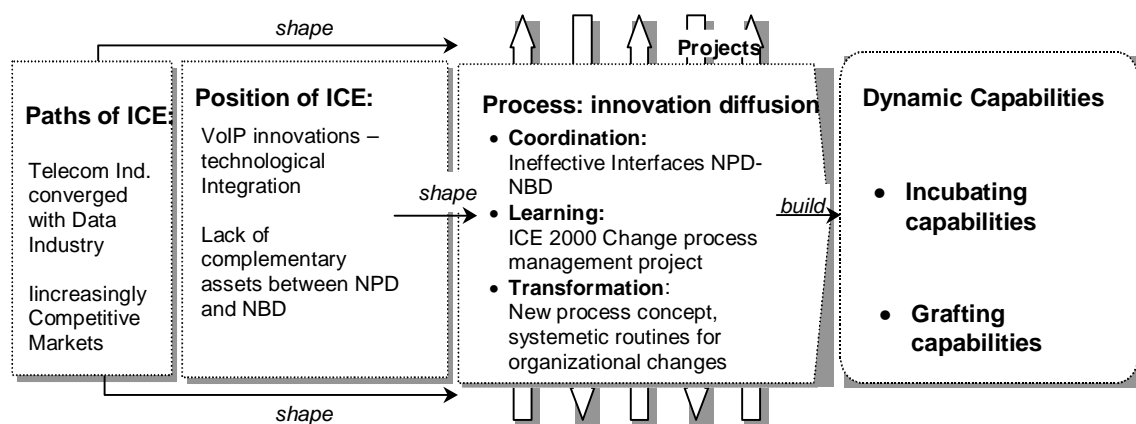 shape
Projects
Paths of ICE:
Telecom Ind.
converged
with Data
Industry
Iincreasingly
Competitive
Markets
Position of ICE:
VoIP innovations –
technological
Integration
Lack of
complementary
assets between NPD
and NBD
shape
Process: innovation diffusion
• Coordination:
Ineffective Interfaces NPD-
NBD
• Learning:
ICE 2000 Change process
management project
• Transformation:
New process concept,
systemetic routines for
organizational changes
build
Dynamic Capabilities
• Incubating
capabilities
• Grafting
capabilities
shape